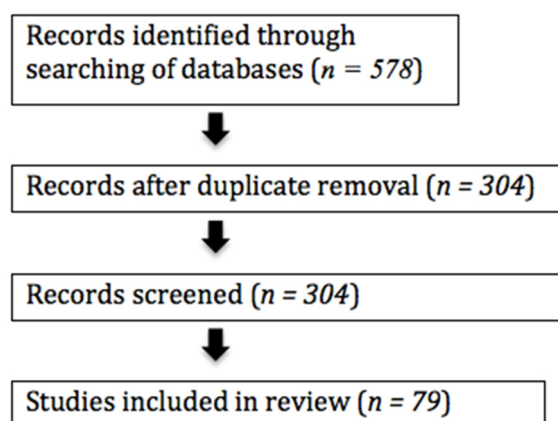 Records identified through
searching of databases (n = 578)
Records after duplicate removal (n = 304)
Records screened (n = 304)
Studies included in review (n = 79)